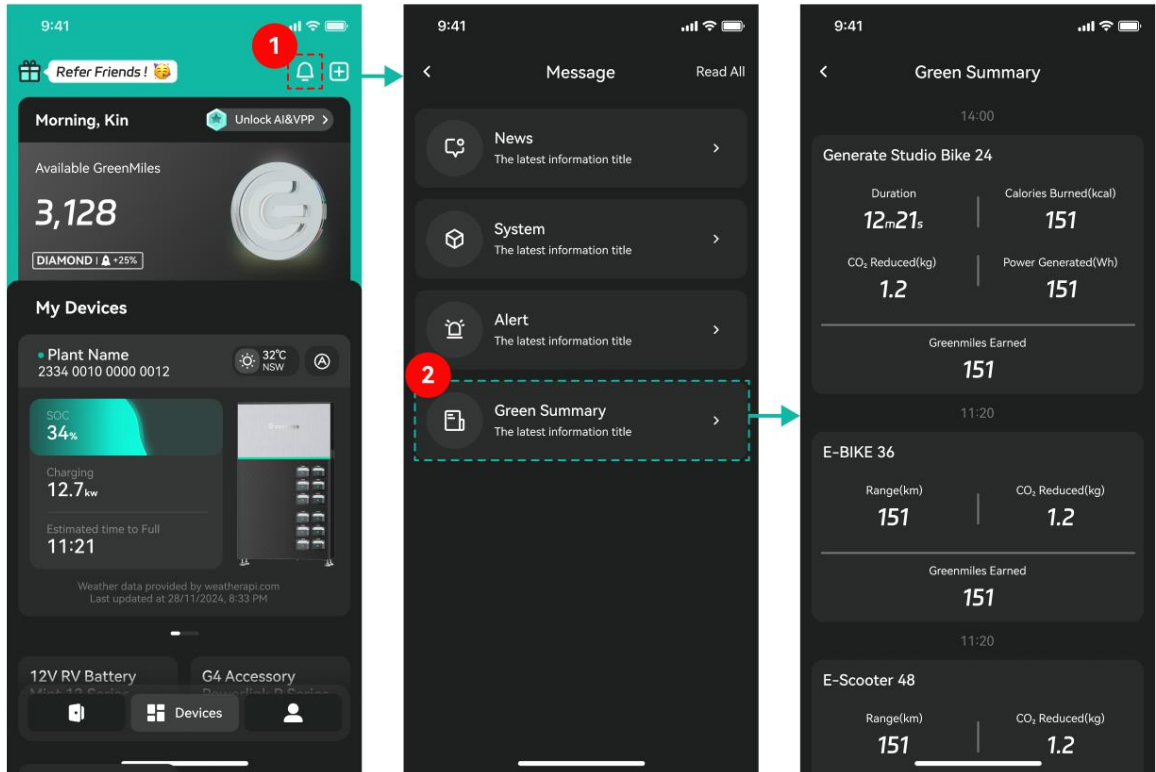 9:41
1
Refer Friends !
Morning, Kin
Unlock AI&VPP >
Available GreenMiles
3,128
DIAMOND | +25%
My Devices
Plant Name
2334 0010 0000 0012
32℃
NSW
SOC
34%
Charging
12.7kw
Estimated time to Full
11:21
Weather data provided by weatherapi.com
Last updated at 28/11/2024, 8:33 PM
12V RV Battery
G4 Accessory
Devices
9:41
Message
Read All
News
The latest information title
System
The latest information title
Alert
The latest information title
2
Green Summary
The latest information title
9:41
Green Summary
14:00
Generate Studio Bike 24
Duration
Calories Burned(kcal)
12m21s
151
CO₂ Reduced(kg)
Power Generated(Wh)
1.2
151
Greenmiles Earned
151
11:20
E-BIKE 36
Range(km)
CO₂ Reduced(kg)
151
1.2
Greenmiles Earned
151
11:20
E-Scooter 48
Range(km)
CO₂ Reduced(kg)
151
1.2